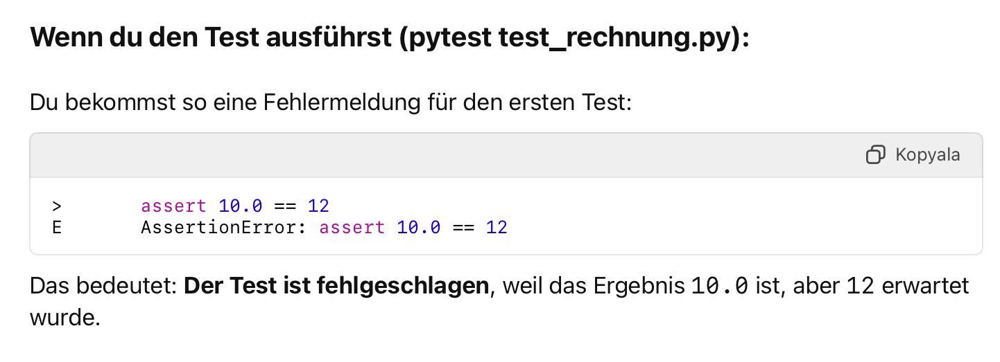 Wenn du den Test ausführst (pytest test_rechnung.py):
Du bekommst so eine Fehlermeldung für den ersten Test:
Kopyala
>       assert 10.0 == 12
E       AssertionError: assert 10.0 == 12
Das bedeutet: Der Test ist fehlgeschlagen, weil das Ergebnis 10.0 ist, aber 12 erwartet
wurde.